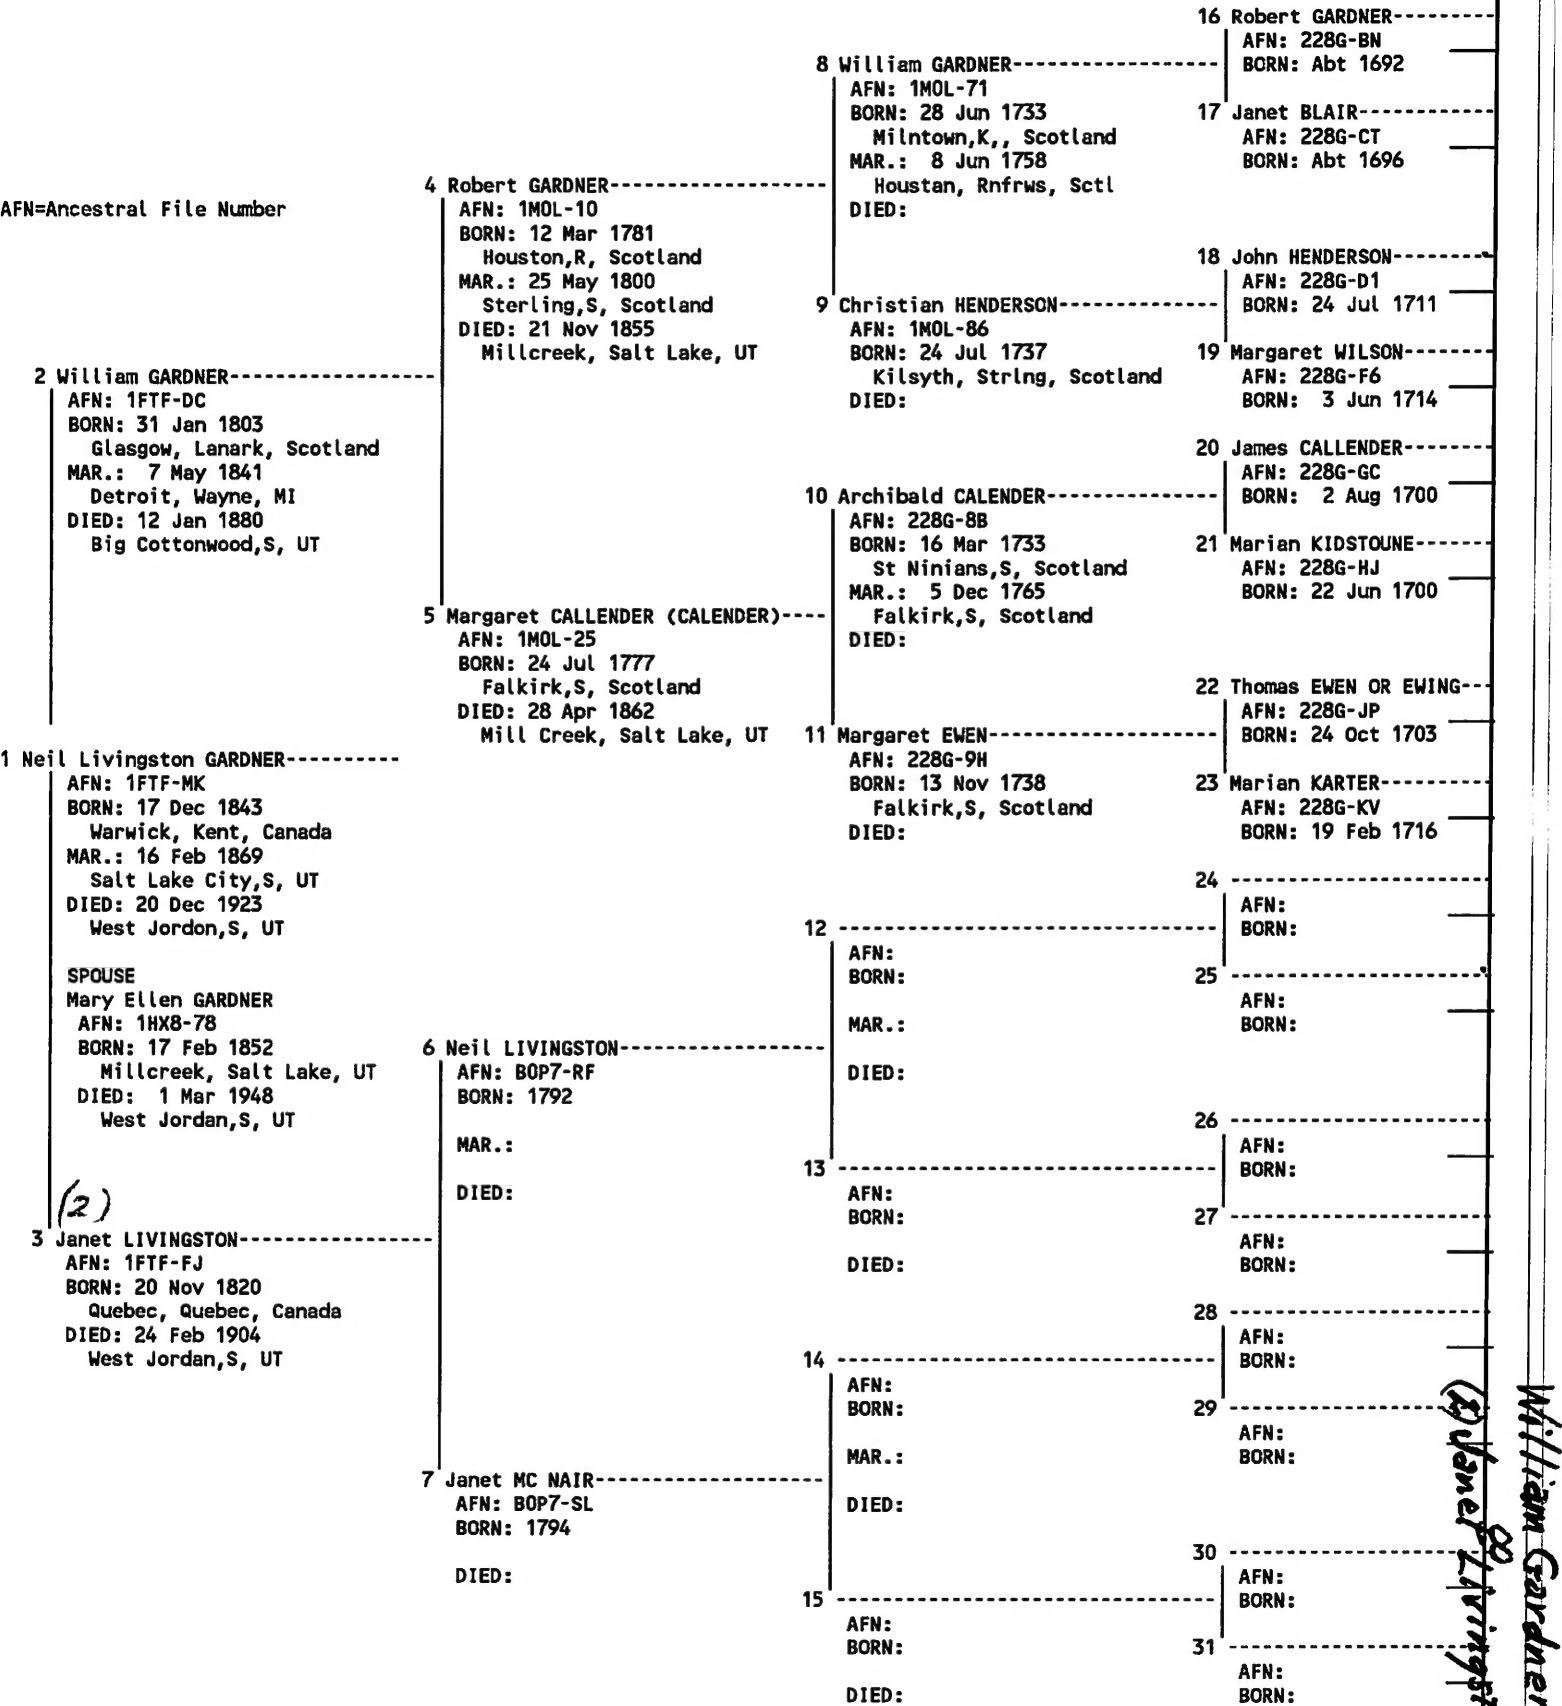 AFN=Ancestral File Number
1 Neil Livingston GARDNER----------
AFN: 1FTF-MK
BORN: 17 Dec 1843
Warwick, Kent, Canada
MAR.: 16 Feb 1869
Salt Lake City,S, UT
DIED: 20 Dec 1923
West Jordon,S, UT
SPOUSE
Mary Ellen GARDNER
AFN: 1HX8-78
BORN: 17 Feb 1852
Millcreek, Salt Lake, UT
DIED:  1 Mar 1948
West Jordan,S, UT
2 William GARDNER------------------
AFN: 1FTF-DC
BORN: 31 Jan 1803
Glasgow, Lanark, Scotland
MAR.:  7 May 1841
Detroit, Wayne, MI
DIED: 12 Jan 1880
Big Cottonwood,S, UT
(2)
3 Janet LIVINGSTON-----------------
AFN: 1FTF-FJ
BORN: 20 Nov 1820
Quebec, Quebec, Canada
DIED: 24 Feb 1904
West Jordan,S, UT
4 Robert GARDNER-------------------
AFN: 1MOL-10
BORN: 12 Mar 1781
Houston,R, Scotland
MAR.: 25 May 1800
Sterling,S, Scotland
DIED: 21 Nov 1855
Millcreek, Salt Lake, UT
5 Margaret CALLENDER (CALENDER)----
AFN: 1MOL-25
BORN: 24 Jul 1777
Falkirk,S, Scotland
DIED: 28 Apr 1862
Mill Creek, Salt Lake, UT
6 Neil LIVINGSTON------------------
AFN: BOP7-RF
BORN: 1792
MAR.:
DIED:
7 Janet MC NAIR--------------------
AFN: BOP7-SL
BORN: 1794
DIED:
8 William GARDNER------------------
AFN: 1MOL-71
BORN: 28 Jun 1733
Milntown,K,, Scotland
MAR.:  8 Jun 1758
Houstan, Rnfrws, Sctl
DIED:
9 Christian HENDERSON--------------
AFN: 1MOL-86
BORN: 24 Jul 1737
Kilsyth, Strlng, Scotland
DIED:
10 Archibald CALENDER---------------
AFN: 228G-8B
BORN: 16 Mar 1733
St Ninians,S, Scotland
MAR.:  5 Dec 1765
Falkirk,S, Scotland
DIED:
11 Margaret EWEN--------------------
AFN: 228G-9H
BORN: 13 Nov 1738
Falkirk,S, Scotland
DIED:
12 ---------------------------------
AFN:
BORN:
MAR.:
DIED:
13 ---------------------------------
AFN:
BORN:
DIED:
14 ---------------------------------
AFN:
BORN:
MAR.:
DIED:
15 ---------------------------------
AFN:
BORN:
DIED:
16 Robert GARDNER---------
AFN: 228G-BN
BORN: Abt 1692
17 Janet BLAIR------------
AFN: 228G-CT
BORN: Abt 1696
18 John HENDERSON---------
AFN: 228G-D1
BORN: 24 Jul 1711
19 Margaret WILSON--------
AFN: 228G-F6
BORN:  3 Jun 1714
20 James CALLENDER--------
AFN: 228G-GC
BORN:  2 Aug 1700
21 Marian KIDSTOUNE-------
AFN: 228G-HJ
BORN: 22 Jun 1700
22 Thomas EWEN OR EWING---
AFN: 228G-JP
BORN: 24 Oct 1703
23 Marian KARTER----------
AFN: 228G-KV
BORN: 19 Feb 1716
24 -----------------------
AFN:
BORN:
25 -----------------------
AFN:
BORN:
26 -----------------------
AFN:
BORN:
27 -----------------------
AFN:
BORN:
28 -----------------------
AFN:
BORN:
29 -----------------------
AFN:
BORN:
30 -----------------------
AFN:
BORN:
31 -----------------------
AFN:
BORN:
William Gardner
(2) Janet Livingst